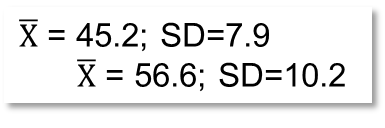 X̅ = 45.2; SD=7.9
X̅ = 56.6; SD=10.2